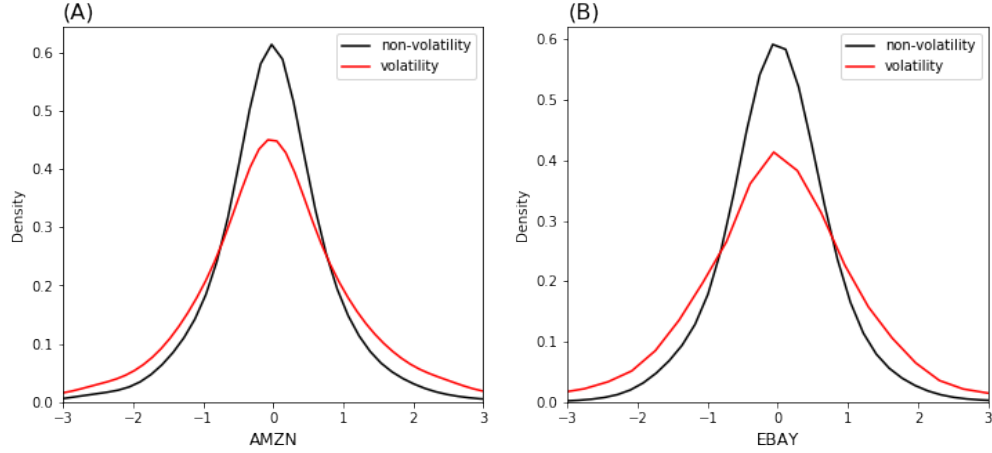 (A)
non-volatility
volatility
Density
0.6
0.5
0.4
0.3
0.2
0.1
0.0
−3 −2 −1 0 1 2 3
AMZN
(B)
non-volatility
volatility
Density
0.6
0.5
0.4
0.3
0.2
0.1
0.0
−3 −2 −1 0 1 2 3
EBAY